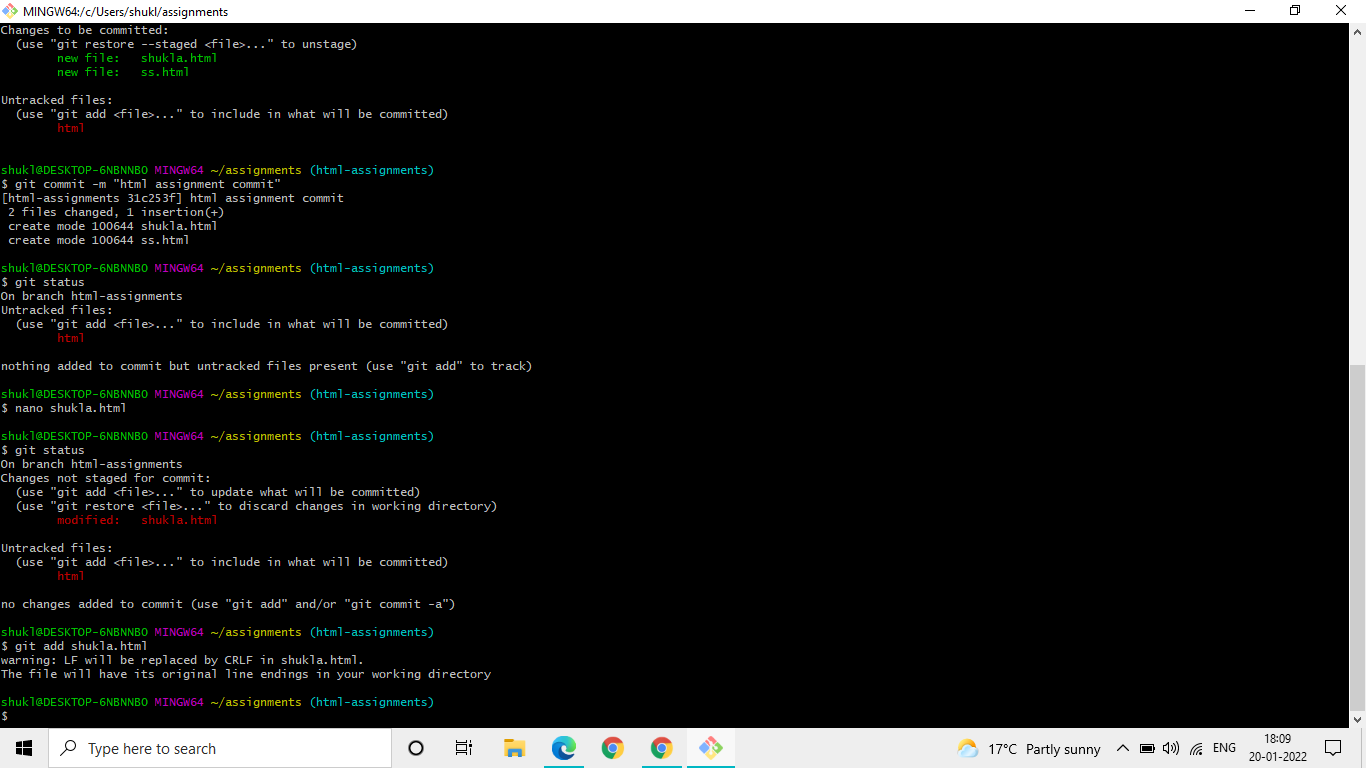 MINGW64:/c/Users/shukl/assignments
Changes to be committed:
  (use "git restore --staged <file>..." to unstage)
        new file:   shukla.html
        new file:   ss.html

Untracked files:
  (use "git add <file>..." to include in what will be committed)
        html

shukl@DESKTOP-6NBNNBO MINGW64 ~/assignments (html-assignments)
$ git commit -m "html assignment commit"
[html-assignments 31c253f] html assignment commit
 2 files changed, 1 insertion(+)
 create mode 100644 shukla.html
 create mode 100644 ss.html

shukl@DESKTOP-6NBNNBO MINGW64 ~/assignments (html-assignments)
$ git status
On branch html-assignments
Untracked files:
  (use "git add <file>..." to include in what will be committed)
        html

nothing added to commit but untracked files present (use "git add" to track)

shukl@DESKTOP-6NBNNBO MINGW64 ~/assignments (html-assignments)
$ nano shukla.html

shukl@DESKTOP-6NBNNBO MINGW64 ~/assignments (html-assignments)
$ git status
On branch html-assignments
Changes not staged for commit:
  (use "git add <file>..." to update what will be committed)
  (use "git restore <file>..." to discard changes in working directory)
        modified:   shukla.html

Untracked files:
  (use "git add <file>..." to include in what will be committed)
        html

no changes added to commit (use "git add" and/or "git commit -a")

shukl@DESKTOP-6NBNNBO MINGW64 ~/assignments (html-assignments)
$ git add shukla.html
warning: LF will be replaced by CRLF in shukla.html.
The file will have its original line endings in your working directory

shukl@DESKTOP-6NBNNBO MINGW64 ~/assignments (html-assignments)
$
Type here to search
17°C Partly sunny
ENG
18:09
20-01-2022